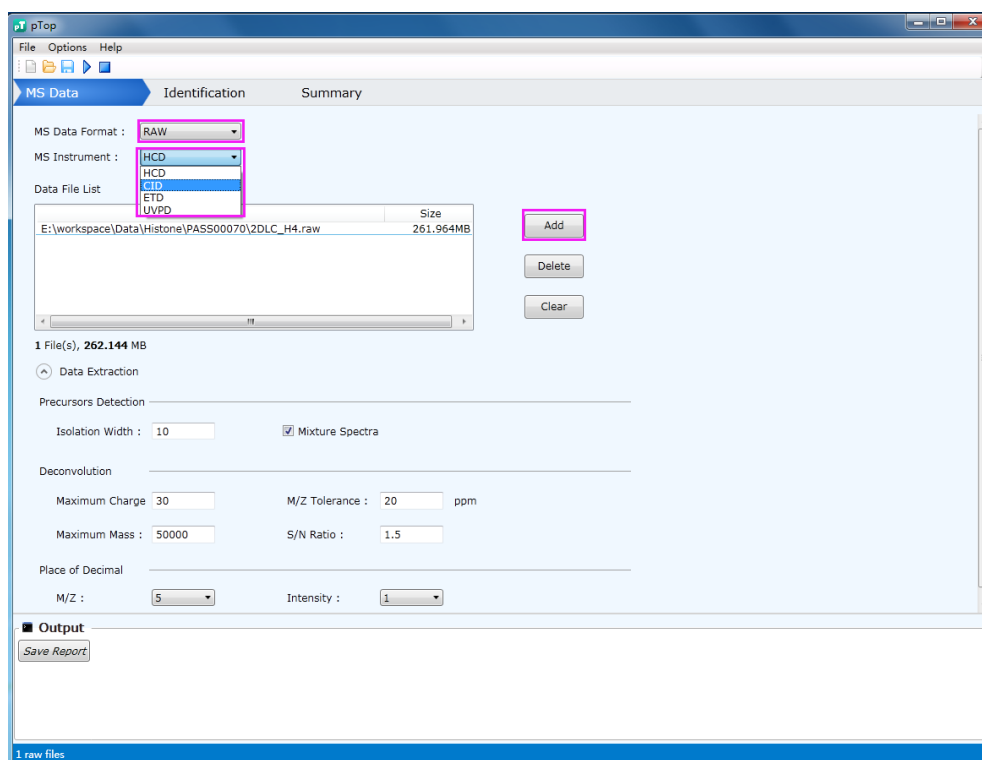 pT pTop
File Options Help
MS Data Identification Summary
MS Data Format : RAW
MS Instrument : HCD
HCD
CID
ETD
UVPD
Data File List
Size
E:\workspace\Data\Histone\PASS00070\2DLC_H4.raw 261.964MB
Add
Delete
Clear
1 File(s), 262.144 MB
Data Extraction
Precursors Detection
Isolation Width : 10 Mixture Spectra
Deconvolution
Maximum Charge 30 M/Z Tolerance : 20 ppm
Maximum Mass : 50000 S/N Ratio : 1.5
Place of Decimal
M/Z : 5 Intensity : 1
Output
Save Report
1 raw files